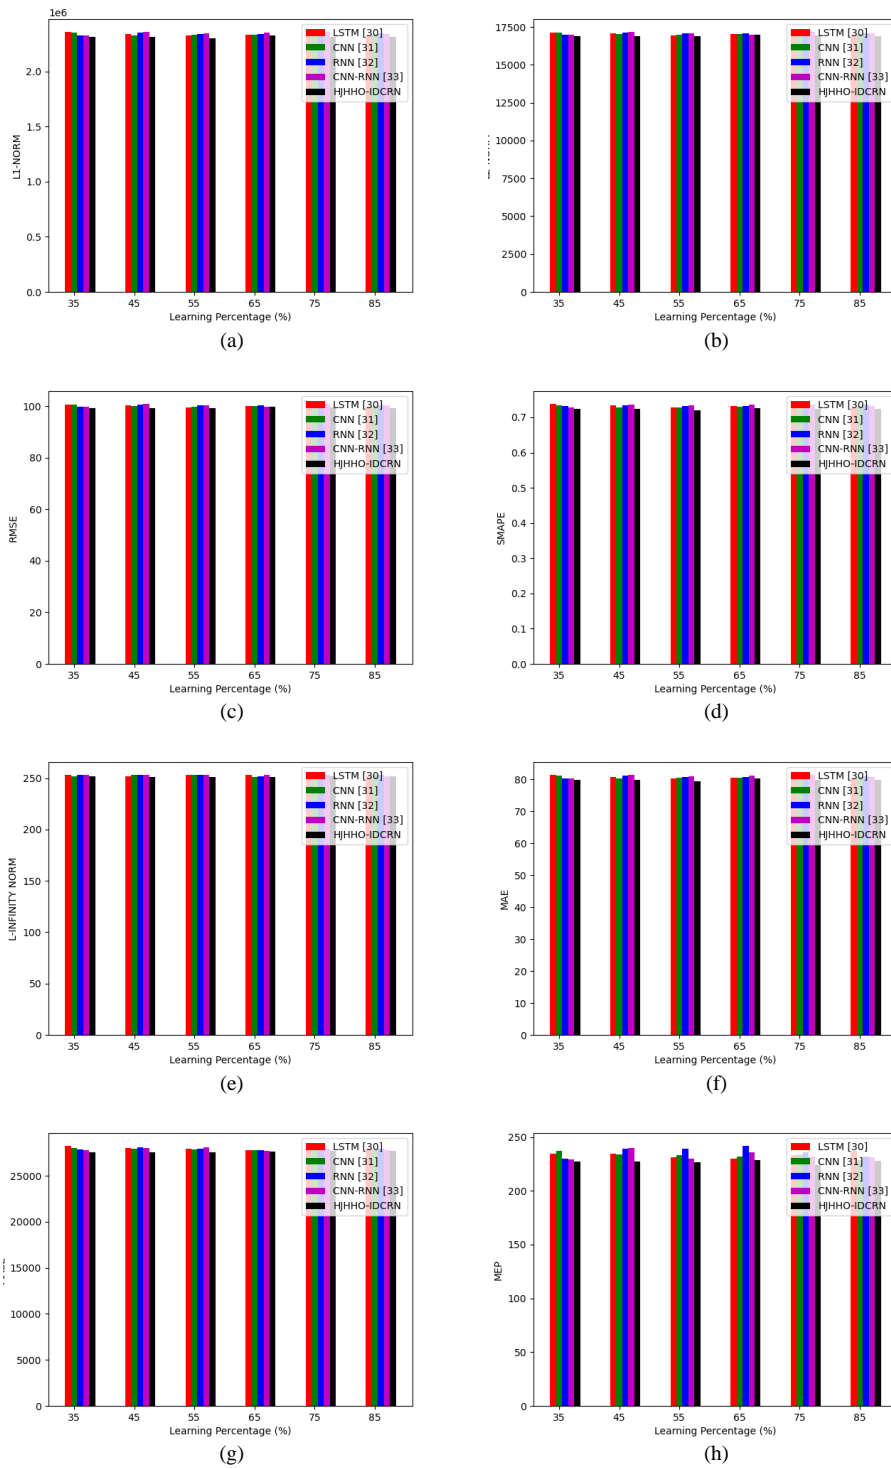 1e6
LSTM [30]
CNN [31]
RNN [32]
CNN-RNN [33]
HJHHO-IDCRN
2.0
1.5
1.0
0.5
0.0
L1-NORM
35 45 55 65 75 85
Learning Percentage (%)
(a)
LSTM [30]
CNN [31]
RNN [32]
CNN-RNN [33]
HJHHO-IDCRN
17500
15000
12500
10000
7500
5000
2500
0
35 45 55 65 75 85
Learning Percentage (%)
(b)
LSTM [30]
CNN [31]
RNN [32]
CNN-RNN [33]
HJHHO-IDCRN
100
80
60
40
20
0
RMSE
35 45 55 65 75 85
Learning Percentage (%)
(c)
LSTM [30]
CNN [31]
RNN [32]
CNN-RNN [33]
HJHHO-IDCRN
0.7
0.6
0.5
0.4
0.3
0.2
0.1
0.0
SMAPE
35 45 55 65 75 85
Learning Percentage (%)
(d)
LSTM [30]
CNN [31]
RNN [32]
CNN-RNN [33]
HJHHO-IDCRN
250
200
150
100
50
0
L-INFINITY NORM
35 45 55 65 75 85
Learning Percentage (%)
(e)
LSTM [30]
CNN [31]
RNN [32]
CNN-RNN [33]
HJHHO-IDCRN
80
70
60
50
40
30
20
10
0
MAE
35 45 55 65 75 85
Learning Percentage (%)
(f)
LSTM [30]
CNN [31]
RNN [32]
CNN-RNN [33]
HJHHO-IDCRN
25000
20000
15000
10000
5000
0
35 45 55 65 75 85
Learning Percentage (%)
(g)
LSTM [30]
CNN [31]
RNN [32]
CNN-RNN [33]
HJHHO-IDCRN
250
200
150
100
50
0
MEP
35 45 55 65 75 85
Learning Percentage (%)
(h)